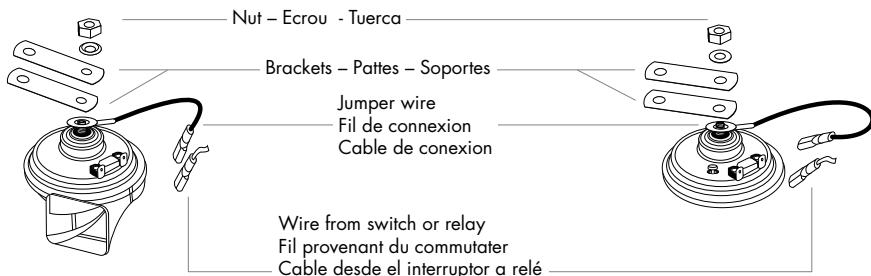 Nut – Ecrou - Tuerca
Brackets – Pattes – Soportes
Jumper wire
Fil de connexion
Cable de conexion
Wire from switch or relay
Fil provenant du commutater
Cable desde el interruptor a relé